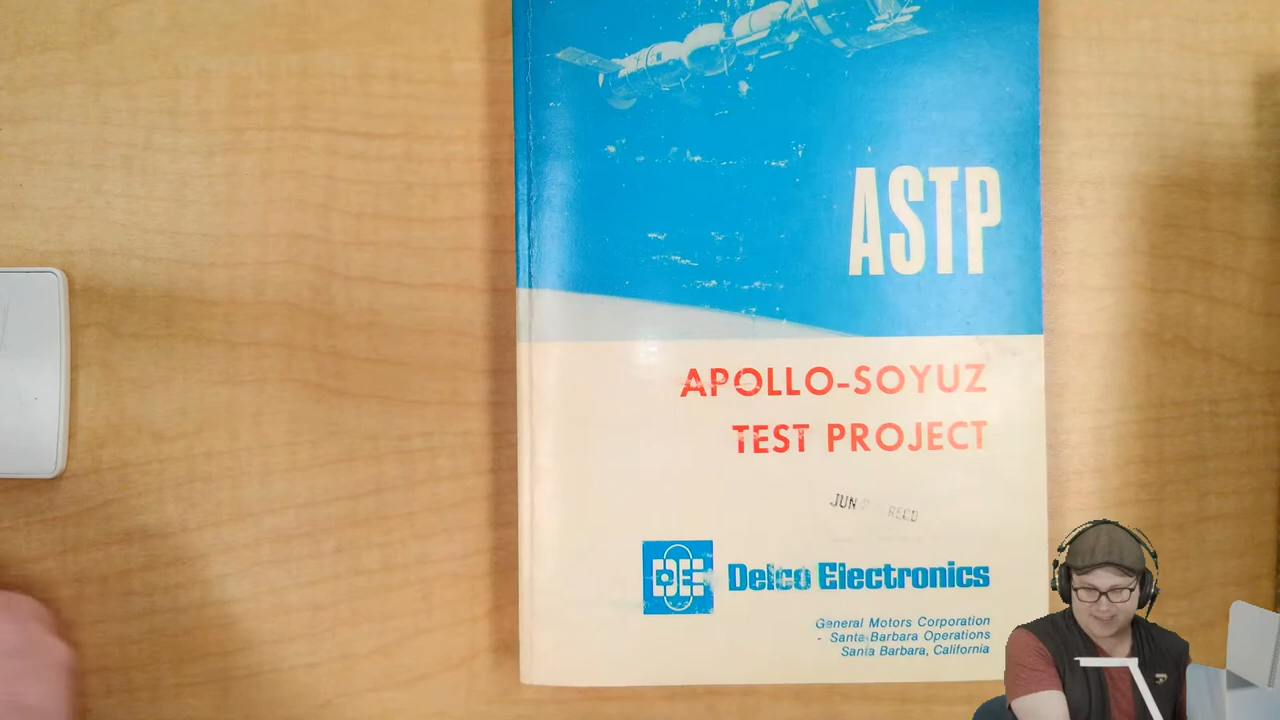 ASTP
APOLLO-SOYUZ
TEST PROJECT
JUN RECD
DE
Delco Electronics
General Motors Corporation
- Santa Barbara Operations
Santa Barbara, California